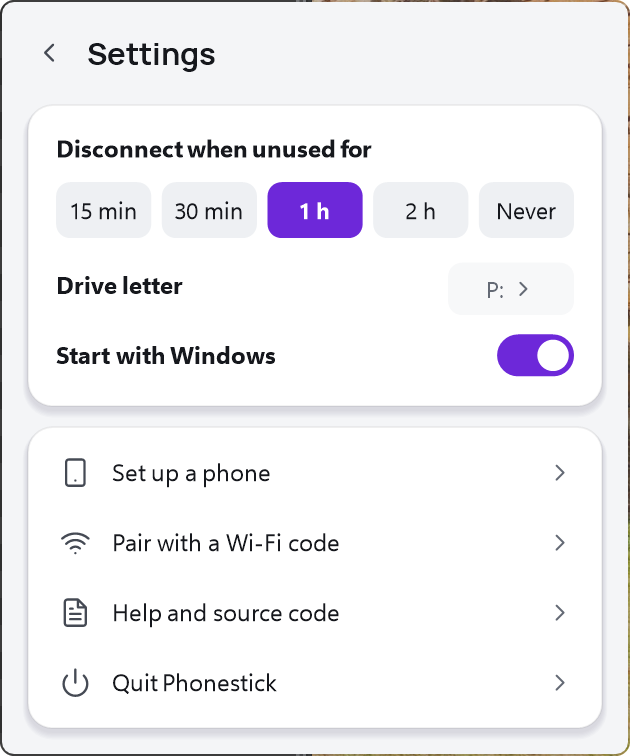 Settings
Disconnect when unused for
15 min 30 min 1 h 2 h Never
Drive letter P:
Start with Windows
Set up a phone
Pair with a Wi-Fi code
Help and source code
Quit Phonestick